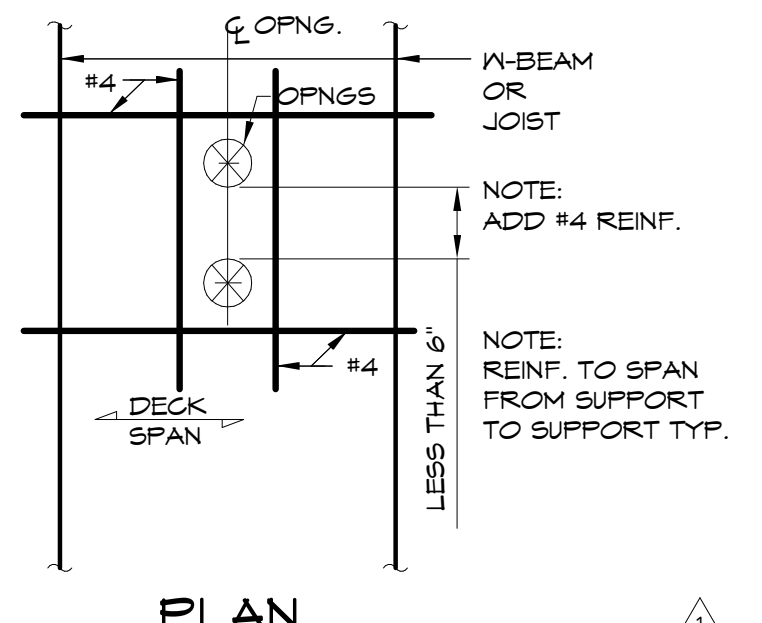 ℄ OPNG.
#4
OPNGS
W-BEAM
OR
JOIST
NOTE:
ADD #4 REINF.
LESS THAN 6"
NOTE:
REINF. TO SPAN
FROM SUPPORT
TO SUPPORT TYP.
#4
DECK
SPAN
PLAN
1